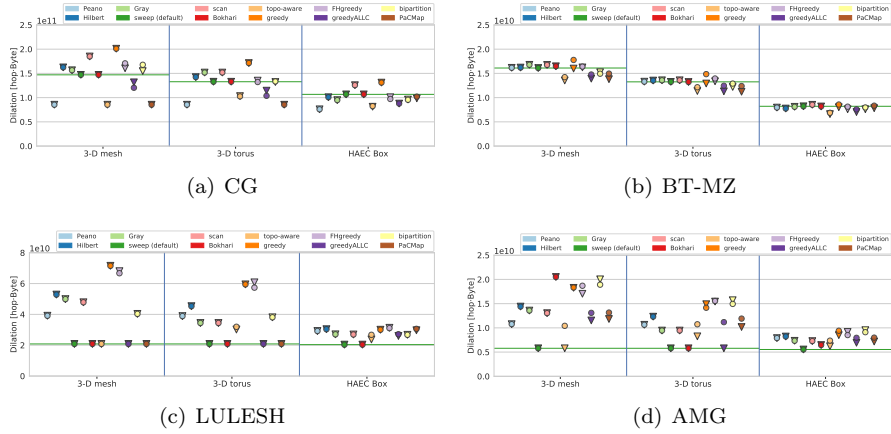 Peano Gray scan topo-aware FHgreedy bipartition
Hilbert sweep (default) Bokhari greedy greedyALLC PaCMap
1e11
2.5
2.0
1.5
1.0
0.5
0.0
Dilation [hop·Byte]
3-D mesh 3-D torus HAEC Box
(a) CG
Peano Gray scan topo-aware FHgreedy bipartition
Hilbert sweep (default) Bokhari greedy greedyALLC PaCMap
1e10
2.5
2.0
1.5
1.0
0.5
0.0
Dilation [hop·Byte]
3-D mesh 3-D torus HAEC Box
(b) BT-MZ
Peano Gray scan topo-aware FHgreedy bipartition
Hilbert sweep (default) Bokhari greedy greedyALLC PaCMap
1e10
8
6
4
2
0
Dilation [hop·Byte]
3-D mesh 3-D torus HAEC Box
(c) LULESH
Peano Gray scan topo-aware FHgreedy bipartition
Hilbert sweep (default) Bokhari greedy greedyALLC PaCMap
1e10
2.5
2.0
1.5
1.0
0.5
0.0
Dilation [hop·Byte]
3-D mesh 3-D torus HAEC Box
(d) AMG